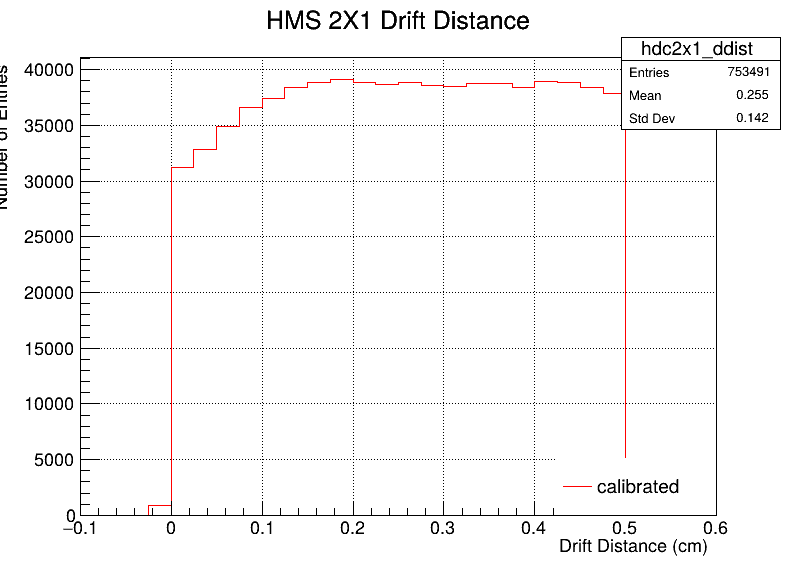 HMS 2X1 Drift Distance
hdc2x1_ddist
Entries 753491
Mean 0.255
Std Dev 0.142
Number of Entries
40000
35000
30000
25000
20000
15000
10000
5000
0
calibrated
−0.1 0 0.1 0.2 0.3 0.4 0.5 0.6
Drift Distance (cm)